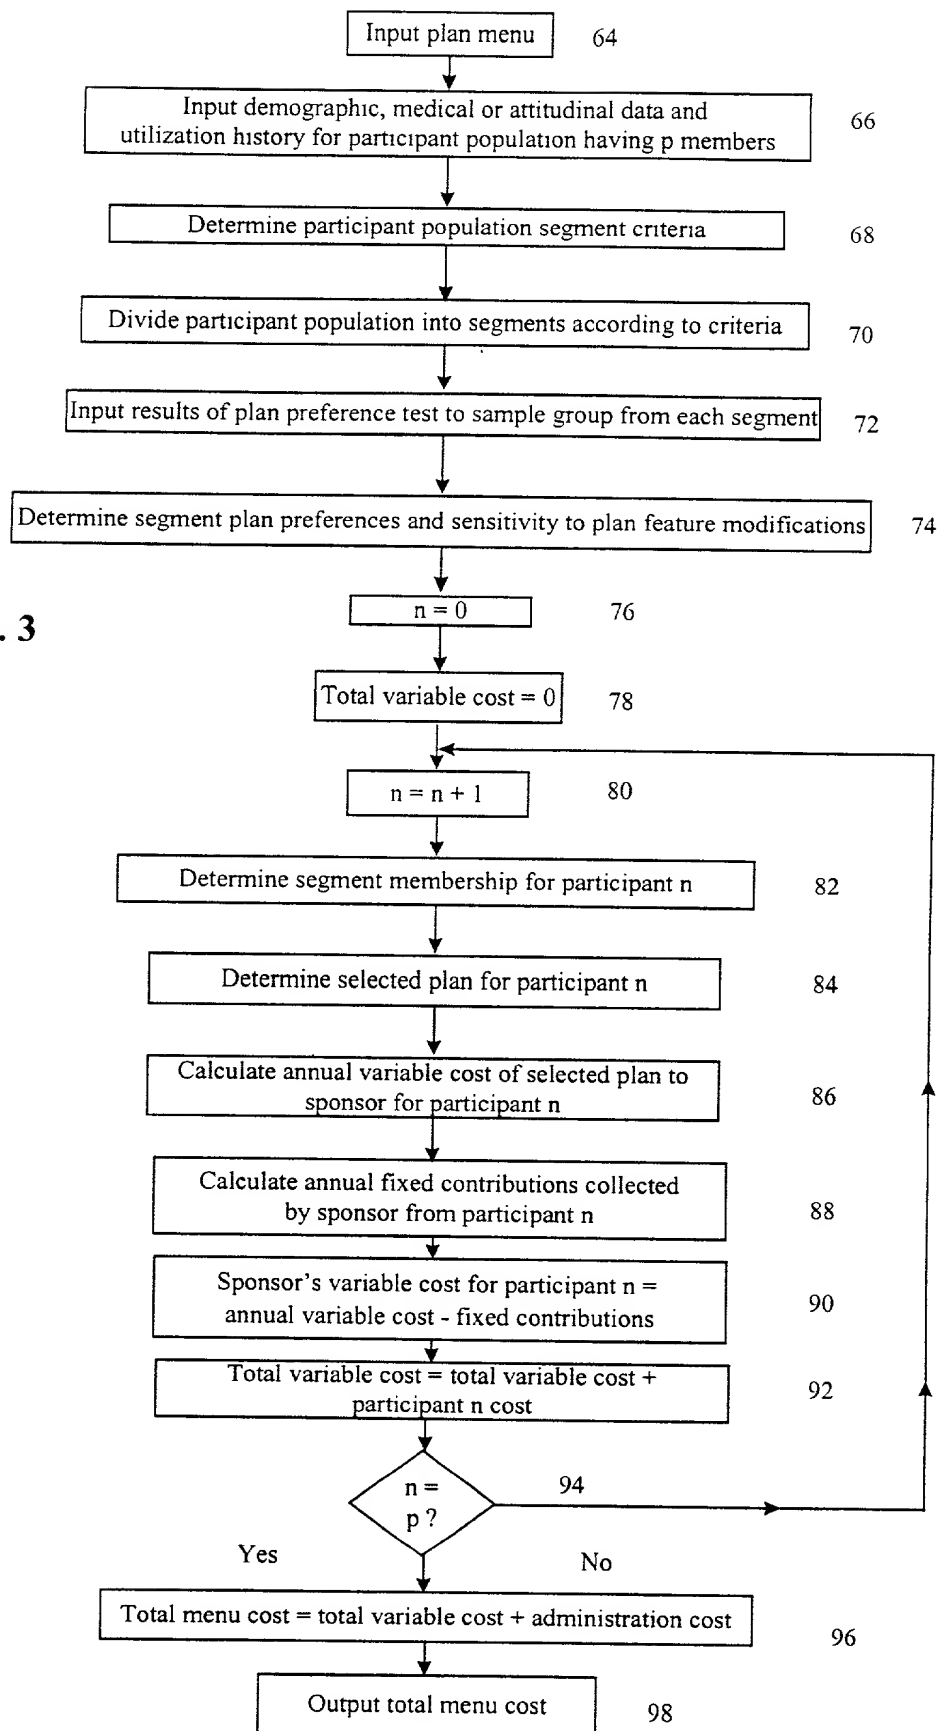 Input plan menu 64
Input demographic, medical or attitudinal data and
utilization history for participant population having p members 66
Determine participant population segment criteria 68
Divide participant population into segments according to criteria 70
Input results of plan preference test to sample group from each segment 72
Determine segment plan preferences and sensitivity to plan feature modifications 74
n = 0 76
. 3
Total variable cost = 0 78
n = n + 1 80
Determine segment membership for participant n 82
Determine selected plan for participant n 84
Calculate annual variable cost of selected plan to
sponsor for participant n 86
Calculate annual fixed contributions collected
by sponsor from participant n 88
Sponsor's variable cost for participant n =
annual variable cost - fixed contributions 90
Total variable cost = total variable cost +
participant n cost 92
n =
p ? 94
Yes No
Total menu cost = total variable cost + administration cost 96
Output total menu cost 98